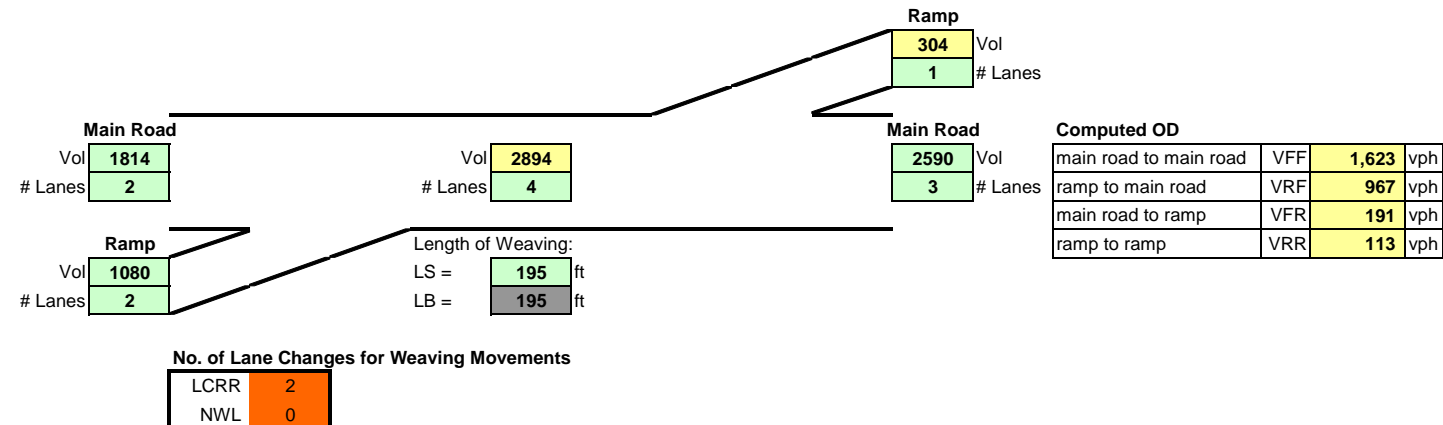 Ramp
304 Vol
1 # Lanes
Main Road
Vol 1814
# Lanes 2
Vol 2894
# Lanes 4
Main Road
2590 Vol
3 # Lanes
Computed OD
main road to main road VFF 1,623 vph
ramp to main road VRF 967 vph
main road to ramp VFR 191 vph
ramp to ramp VRR 113 vph
Ramp
Vol 1080
# Lanes 2
Length of Weaving:
LS = 195 ft
LB = 195 ft
No. of Lane Changes for Weaving Movements
LCRR 2
NWL 0